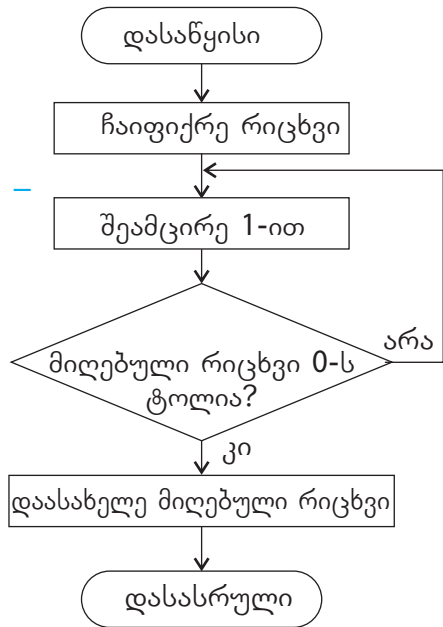 დასაწყისი
ჩაიფიქრე რიცხვი
შეამცირე 1-ით
მიღებული რიცხვი 0-ს
ტოლია?
არა
კი
დაასახელე მიღებული რიცხვი
დასასრული